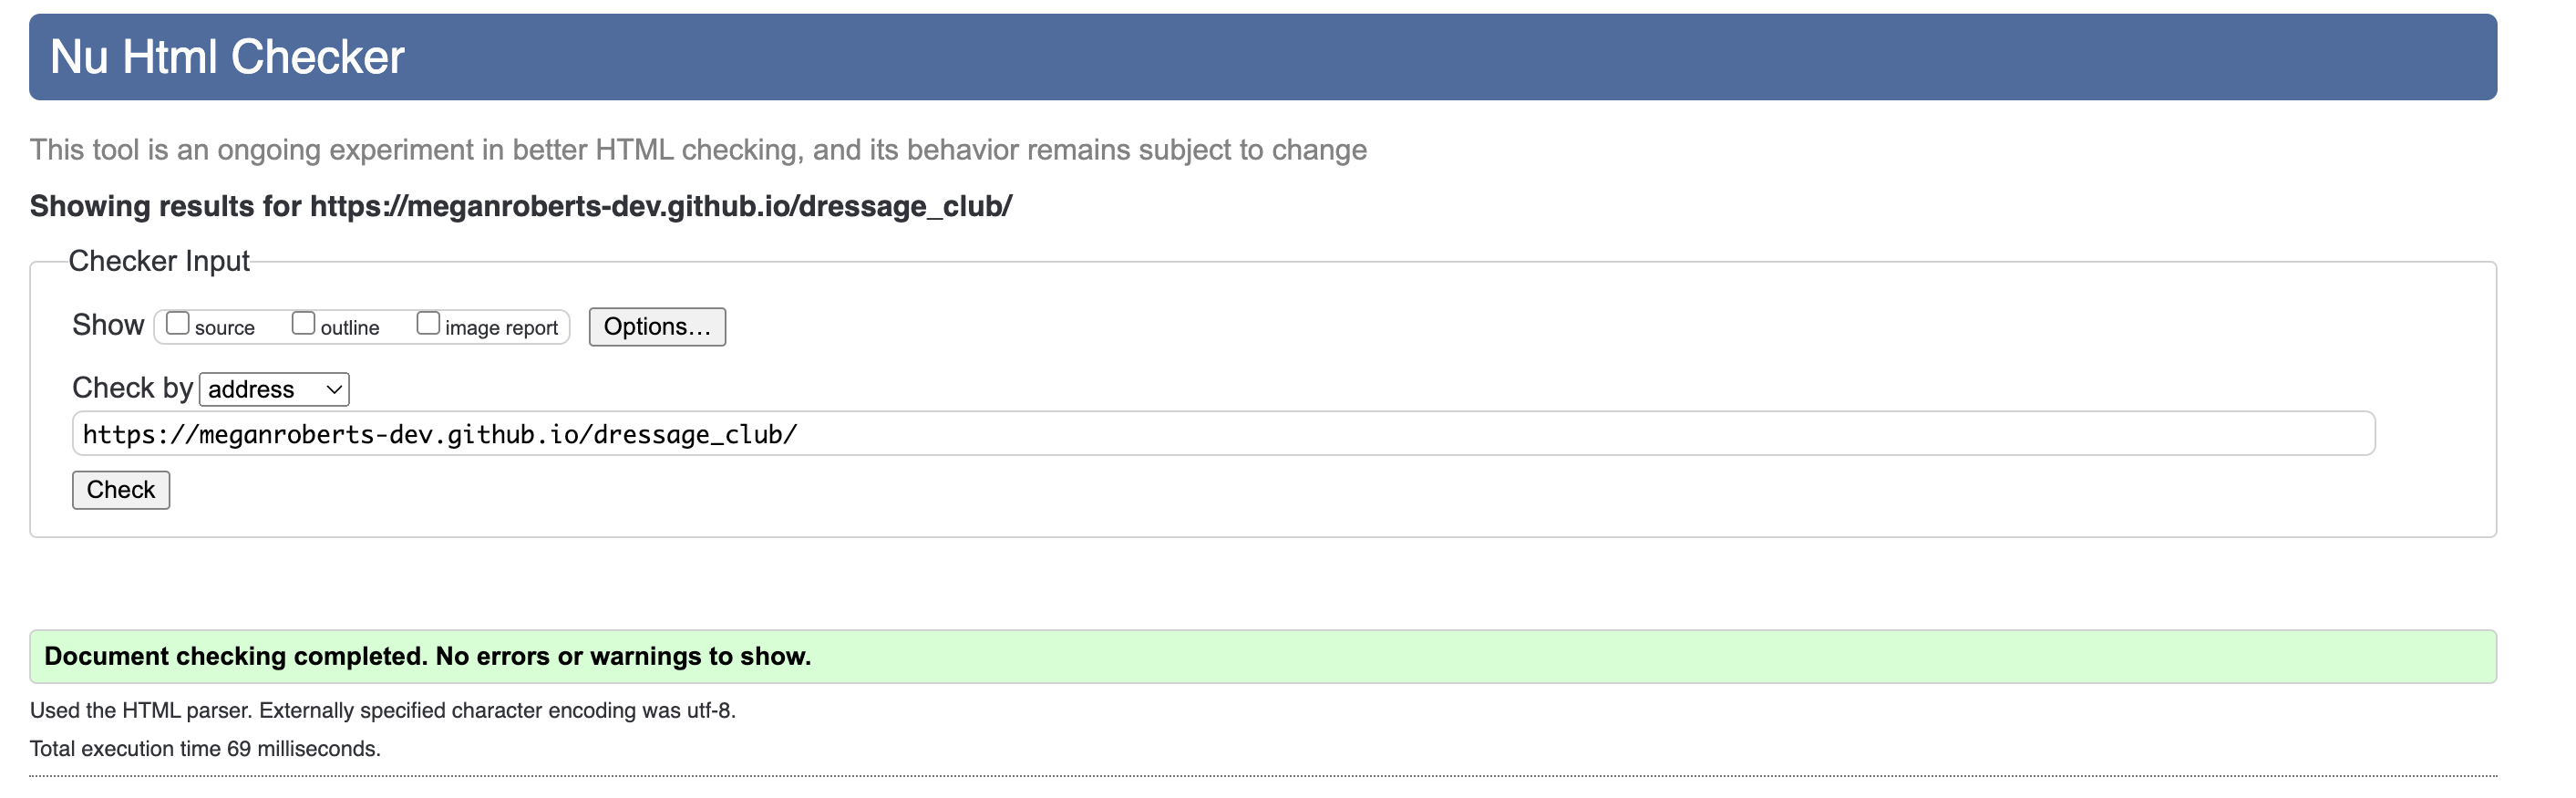 Nu Html Checker
This tool is an ongoing experiment in better HTML checking, and its behavior remains subject to change
Showing results for https://meganroberts-dev.github.io/dressage_club/
Checker Input
Show source outline image report Options...
Check by address
https://meganroberts-dev.github.io/dressage_club/
Check
Document checking completed. No errors or warnings to show.
Used the HTML parser. Externally specified character encoding was utf-8.
Total execution time 69 milliseconds.